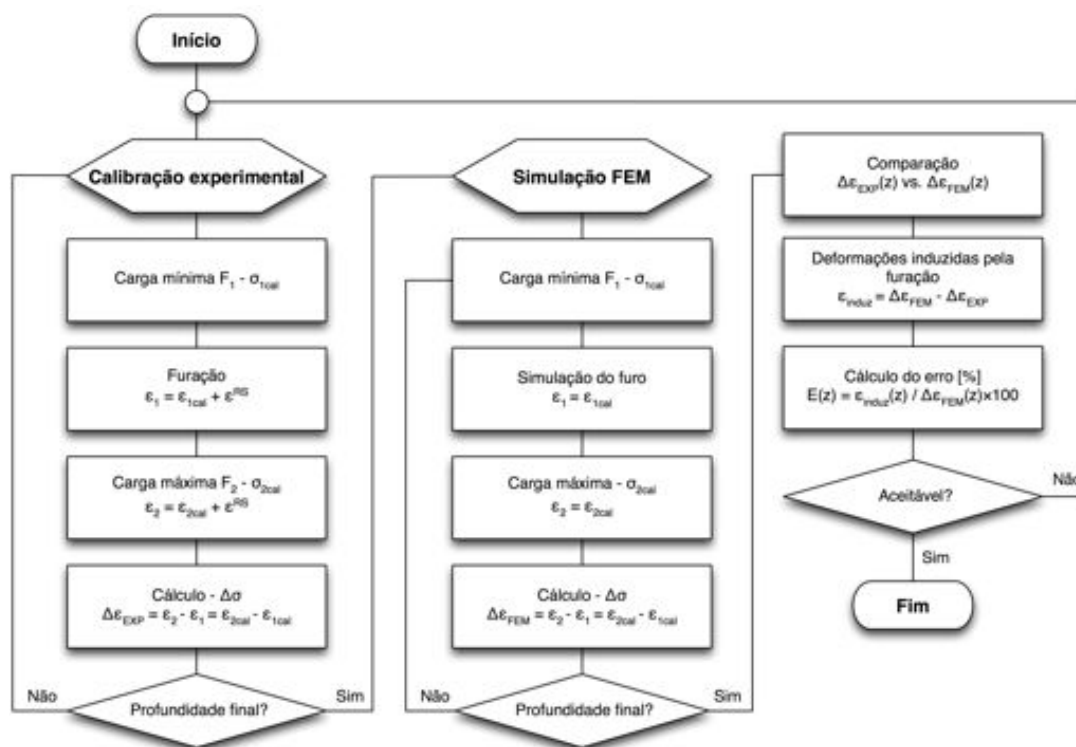 Início
Calibração experimental
Carga mínima F₁ - σ₁cal
Furação
ε₁ = ε₁cal + εᴿˢ
Carga máxima F₂ - σ₂cal
ε₂ = ε₂cal + εᴿˢ
Cálculo - Δσ
Δε_EXP = ε₂ - ε₁ = ε₂cal - ε₁cal
Não
Profundidade final?
Sim
Simulação FEM
Carga mínima F₁ - σ₁cal
Simulação do furo
ε₁ = ε₁cal
Carga máxima - σ₂cal
ε₂ = ε₂cal
Cálculo - Δσ
Δε_FEM = ε₂ - ε₁ = ε₂cal - ε₁cal
Não
Profundidade final?
Sim
Comparação
Δε_EXP(z) vs. Δε_FEM(z)
Deformações induzidas pela
furação
ε_induz = Δε_FEM - Δε_EXP
Cálculo do erro [%]
E(z) = ε_induz(z) / Δε_FEM(z)×100
Aceitável?
Não
Sim
Fim